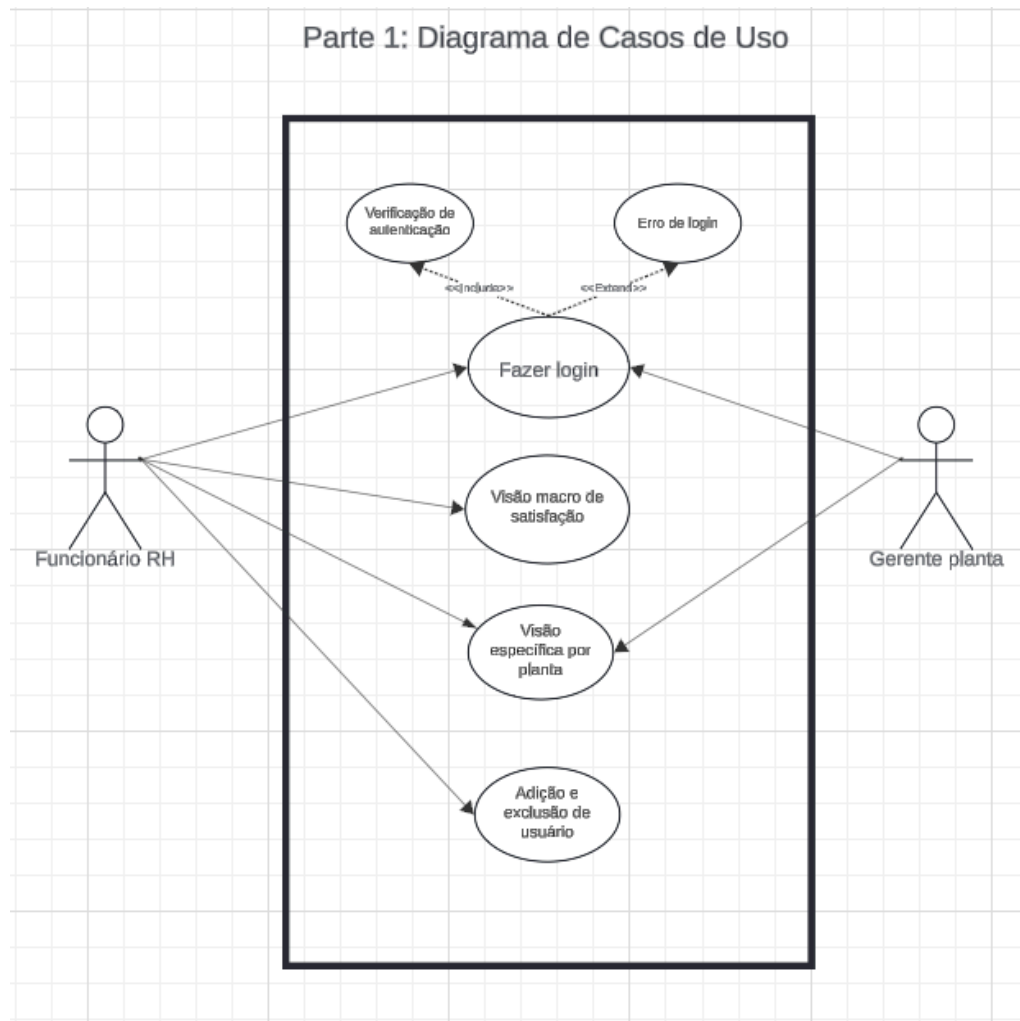 Parte 1: Diagrama de Casos de Uso
Verificação de
autenticação
Erro de login
<<Include>>
<<Extend>>
Fazer login
Visão macro de
satisfação
Funcionário RH
Gerente planta
Visão
específica por
planta
Adição e
exclusão de
usuário